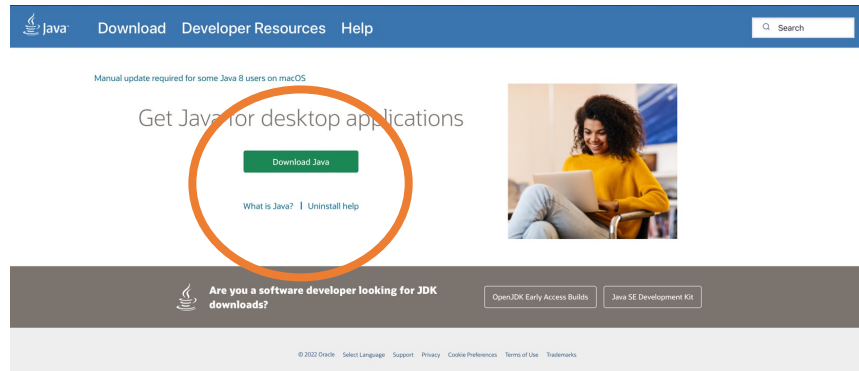 Java™ Download Developer Resources Help Search
Manual update required for some Java 8 users on macOS
Get Java for desktop applications
Download Java
What is Java? | Uninstall help
Are you a software developer looking for JDK
downloads?
OpenJDK Early Access Builds Java SE Development Kit
© 2022 Oracle Select Language Support Privacy Cookie Preferences Terms of Use Trademarks